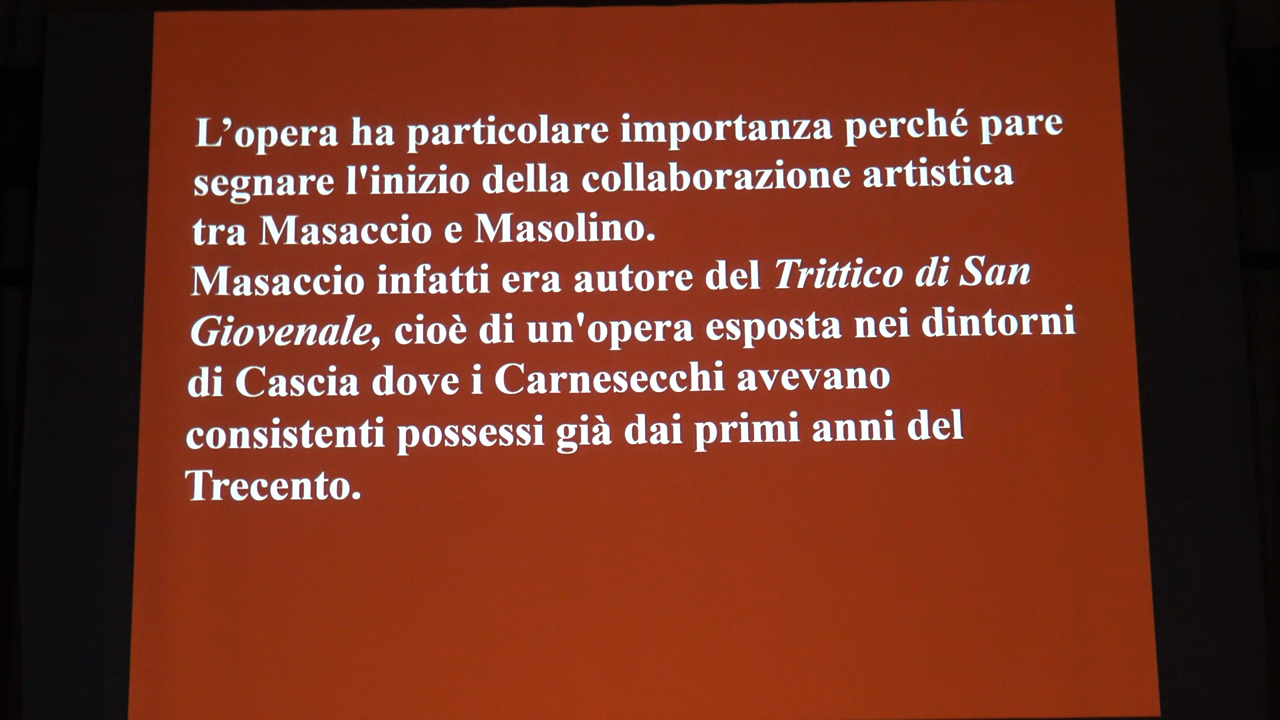 L’opera ha particolare importanza perché pare
segnare l'inizio della collaborazione artistica
tra Masaccio e Masolino.
Masaccio infatti era autore del Trittico di San
Giovenale, cioè di un'opera esposta nei dintorni
di Cascia dove i Carnesecchi avevano
consistenti possessi già dai primi anni del
Trecento.